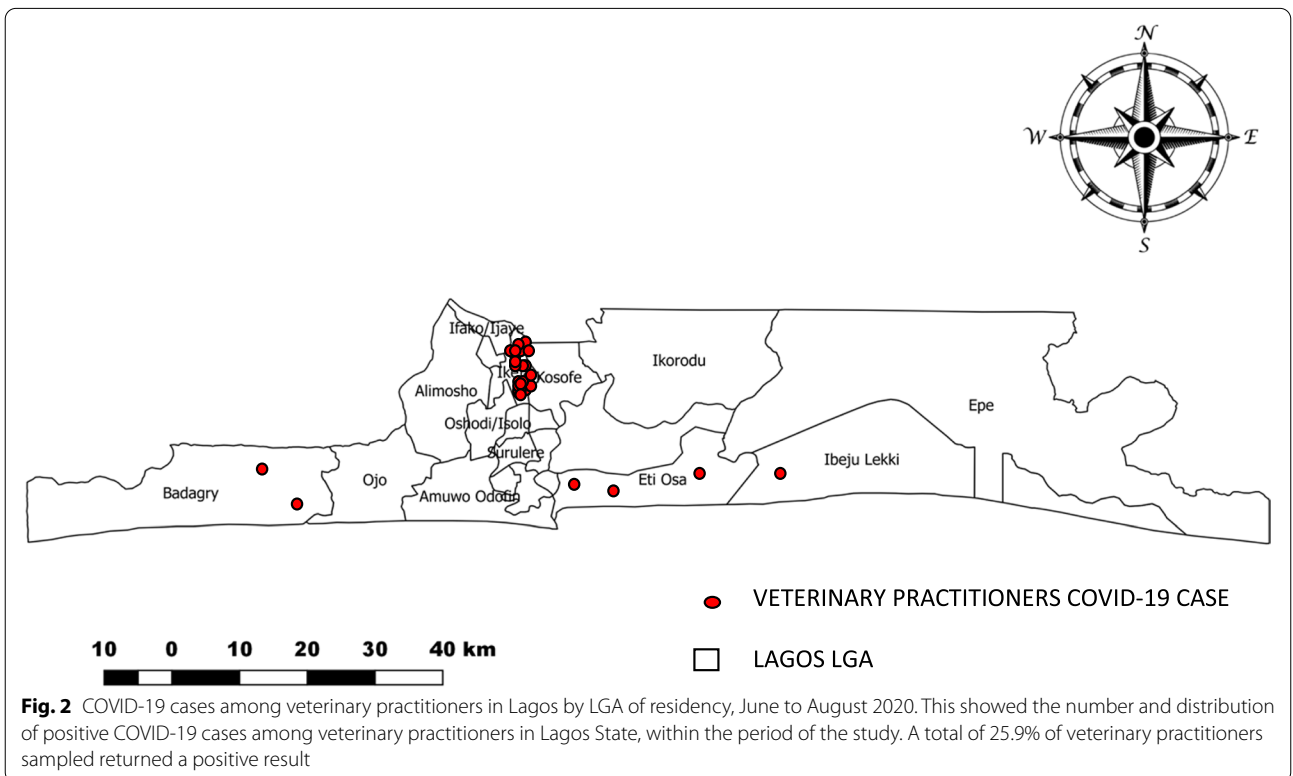 N
W
E
S
Ifako/Ijaye
Ikorodu
Kosofe
Alimosho
Epe
Oshodi/Isolo
Surulere
Ibeju Lekki
Eti Osa
Ojo
Badagry
Amuwo Odofin
VETERINARY PRACTITIONERS COVID-19 CASE
10 0 10 20 30 40 km
LAGOS LGA
Fig. 2 COVID-19 cases among veterinary practitioners in Lagos by LGA of residency, June to August 2020. This showed the number and distribution
of positive COVID-19 cases among veterinary practitioners in Lagos State, within the period of the study. A total of 25.9% of veterinary practitioners
sampled returned a positive result